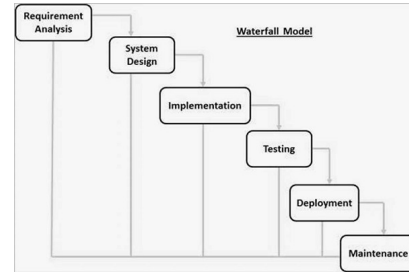 Requirement
Analysis
Waterfall Model
System
Design
Implementation
Testing
Deployment
Maintenance